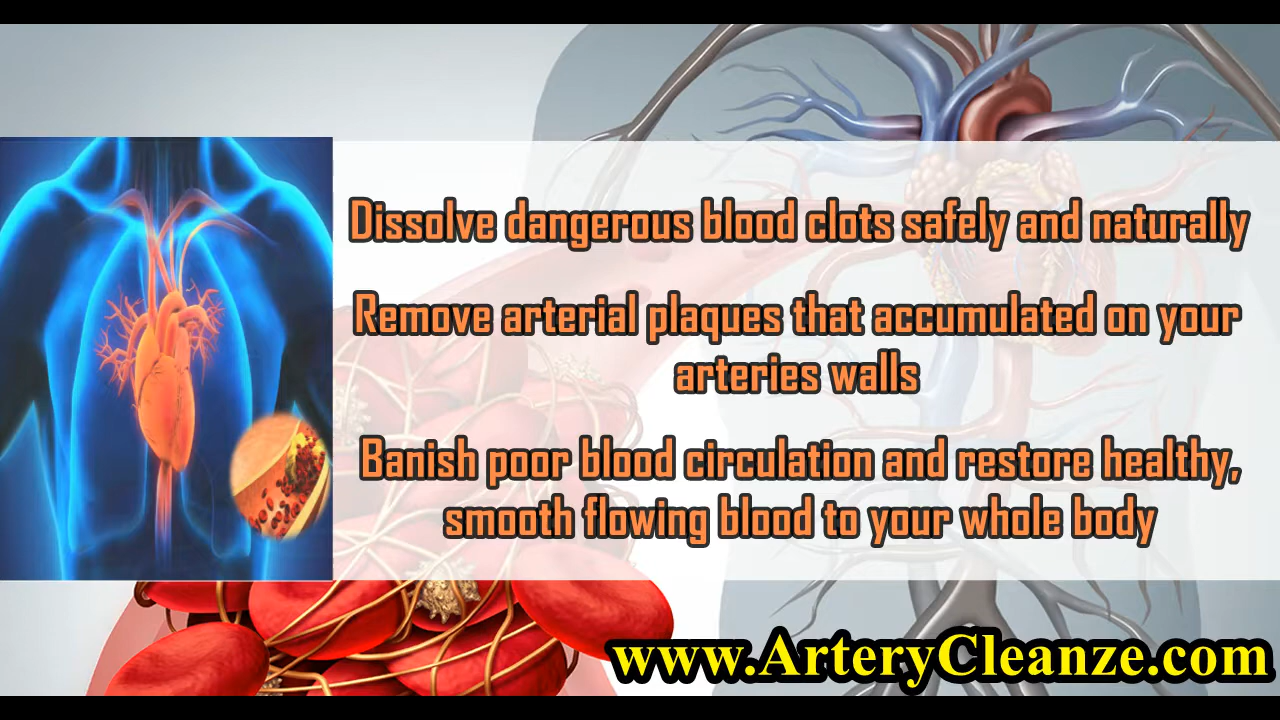 Dissolve dangerous blood clots safely and naturally
Remove arterial plaques that accumulated on your
arteries walls
Banish poor blood circulation and restore healthy,
smooth flowing blood to your whole body
www.ArteryCleanze.com